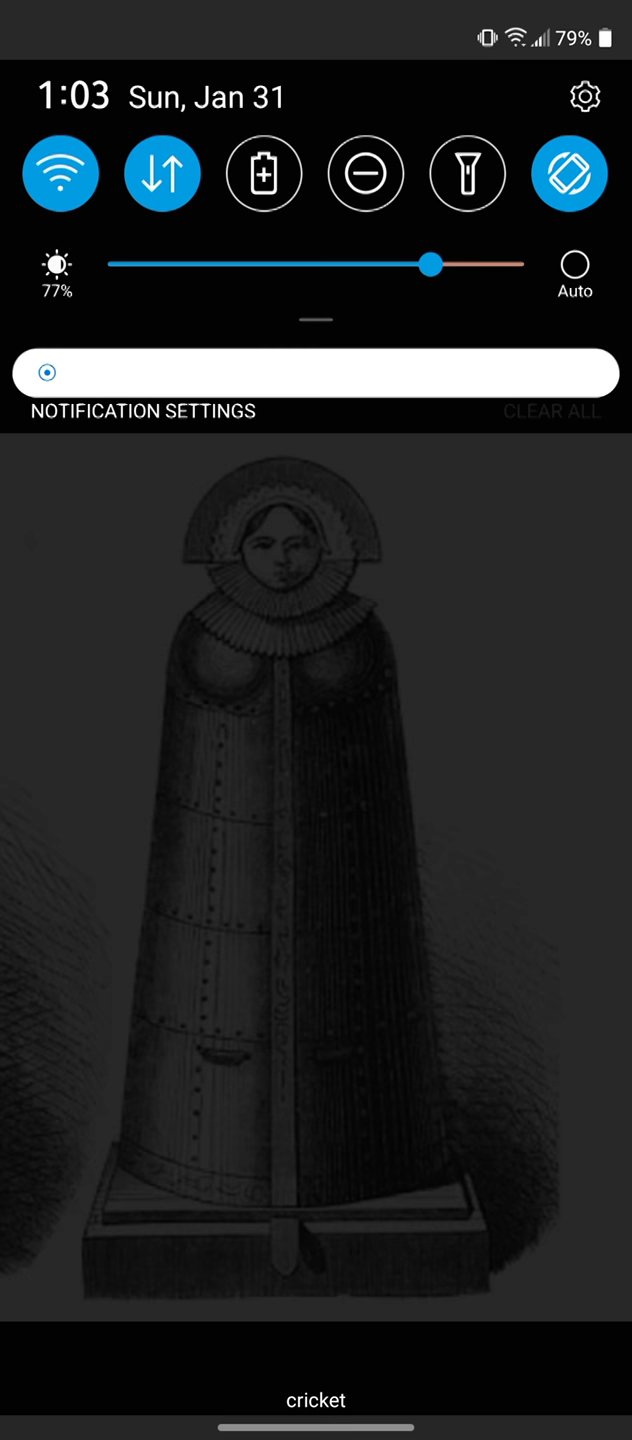 79%
1:03 Sun, Jan 31
77%
Auto
NOTIFICATION SETTINGS CLEAR ALL
cricket